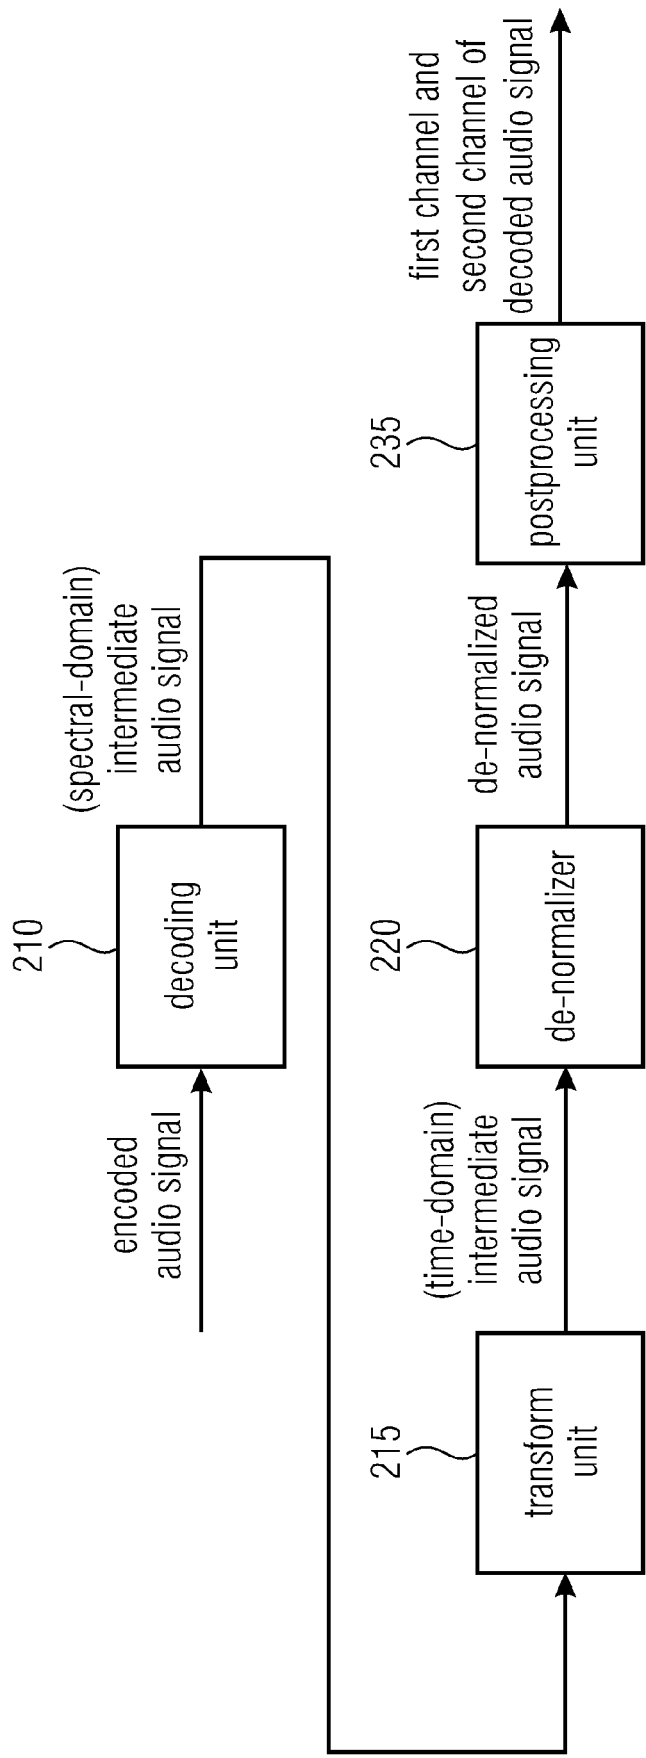 encoded
audio signal
210
decoding
unit
(spectral-domain)
intermediate
audio signal
215
transform
unit
(time-domain)
intermediate
audio signal
220
de-normalizer
de-normalized
audio signal
235
postprocessing
unit
first channel and
second channel of
decoded audio signal